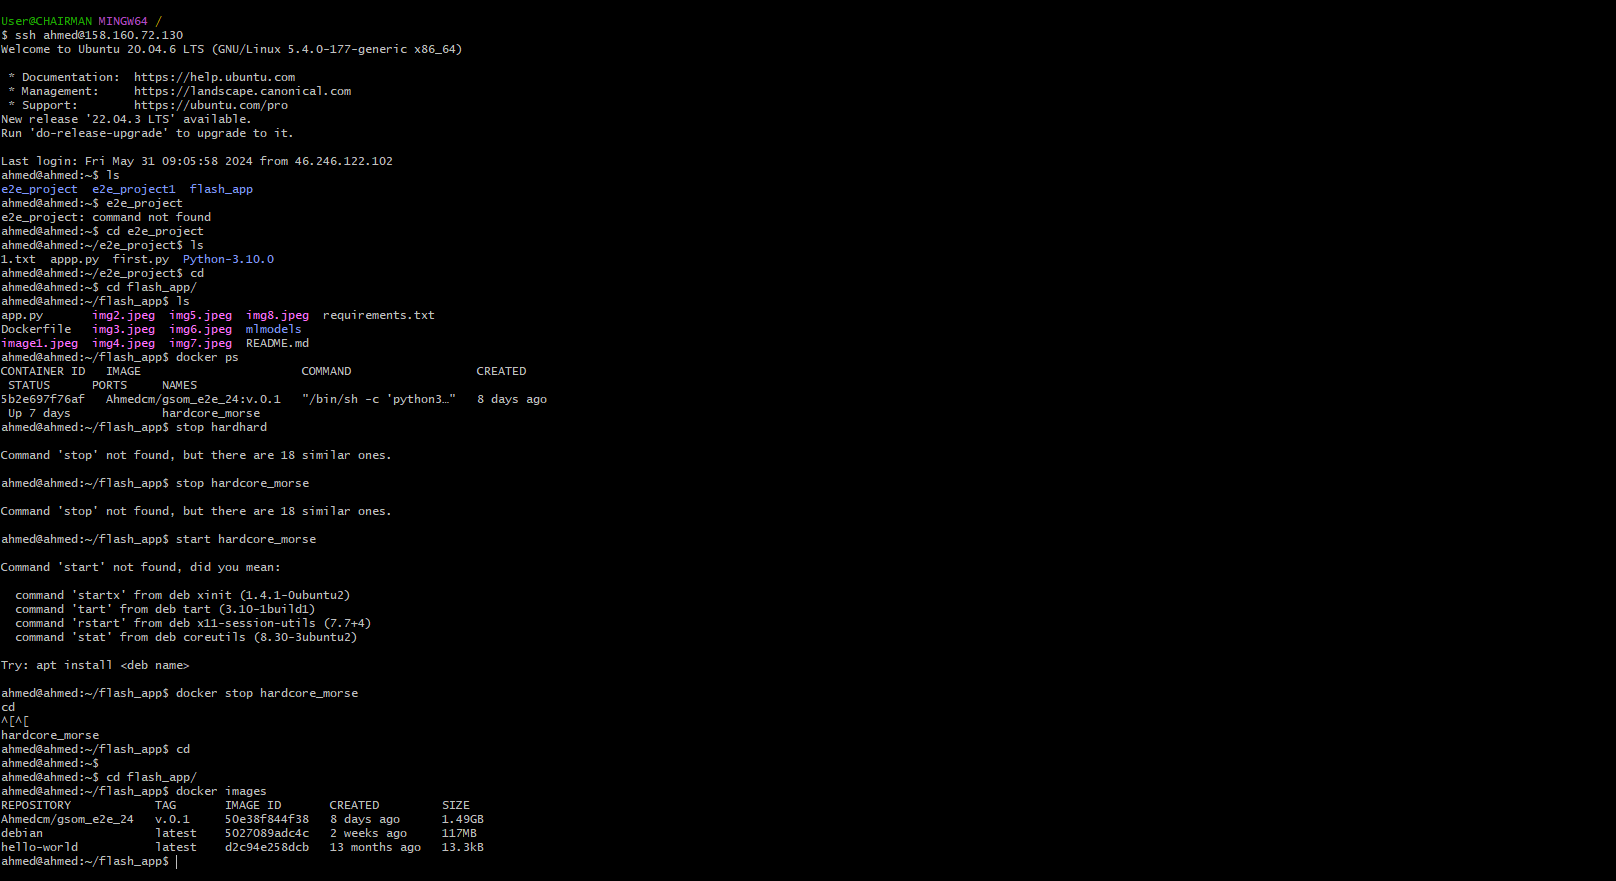 User@CHAIRMAN MINGW64 /
$ ssh ahmed@158.160.72.130
Welcome to Ubuntu 20.04.6 LTS (GNU/Linux 5.4.0-177-generic x86_64)
* Documentation:  https://help.ubuntu.com
* Management:     https://landscape.canonical.com
* Support:        https://ubuntu.com/pro
New release '22.04.3 LTS' available.
Run 'do-release-upgrade' to upgrade to it.
Last login: Fri May 31 09:05:58 2024 from 46.246.122.102
ahmed@ahmed:~$ ls
e2e_project  e2e_project1  flash_app
ahmed@ahmed:~$ e2e_project
e2e_project: command not found
ahmed@ahmed:~$ cd e2e_project
ahmed@ahmed:~/e2e_project$ ls
1.txt  appp.py  first.py  Python-3.10.0
ahmed@ahmed:~/e2e_project$ cd
ahmed@ahmed:~$ cd flash_app/
ahmed@ahmed:~/flash_app$ ls
app.py       img2.jpeg  img5.jpeg  img8.jpeg  requirements.txt
Dockerfile   img3.jpeg  img6.jpeg  mlmodels
image1.jpeg  img4.jpeg  img7.jpeg  README.md
ahmed@ahmed:~/flash_app$ docker ps
CONTAINER ID   IMAGE                       COMMAND                  CREATED
STATUS      PORTS     NAMES
5b2e697f76af   Ahmedcm/gsom_e2e_24:v.0.1   "/bin/sh -c 'python3…"   8 days ago
Up 7 days             hardcore_morse
ahmed@ahmed:~/flash_app$ stop hardhard
Command 'stop' not found, but there are 18 similar ones.
ahmed@ahmed:~/flash_app$ stop hardcore_morse
Command 'stop' not found, but there are 18 similar ones.
ahmed@ahmed:~/flash_app$ start hardcore_morse
Command 'start' not found, did you mean:
command 'startx' from deb xinit (1.4.1-0ubuntu2)
command 'tart' from deb tart (3.10-1build1)
command 'rstart' from deb x11-session-utils (7.7+4)
command 'stat' from deb coreutils (8.30-3ubuntu2)
Try: apt install <deb name>
ahmed@ahmed:~/flash_app$ docker stop hardcore_morse
cd
^[^[
hardcore_morse
ahmed@ahmed:~/flash_app$ cd
ahmed@ahmed:~$
ahmed@ahmed:~$ cd flash_app/
ahmed@ahmed:~/flash_app$ docker images
REPOSITORY            TAG       IMAGE ID       CREATED         SIZE
Ahmedcm/gsom_e2e_24   v.0.1     50e38f844f38   8 days ago      1.49GB
debian                latest    5027089adc4c   2 weeks ago     117MB
hello-world           latest    d2c94e258dcb   13 months ago   13.3kB
ahmed@ahmed:~/flash_app$